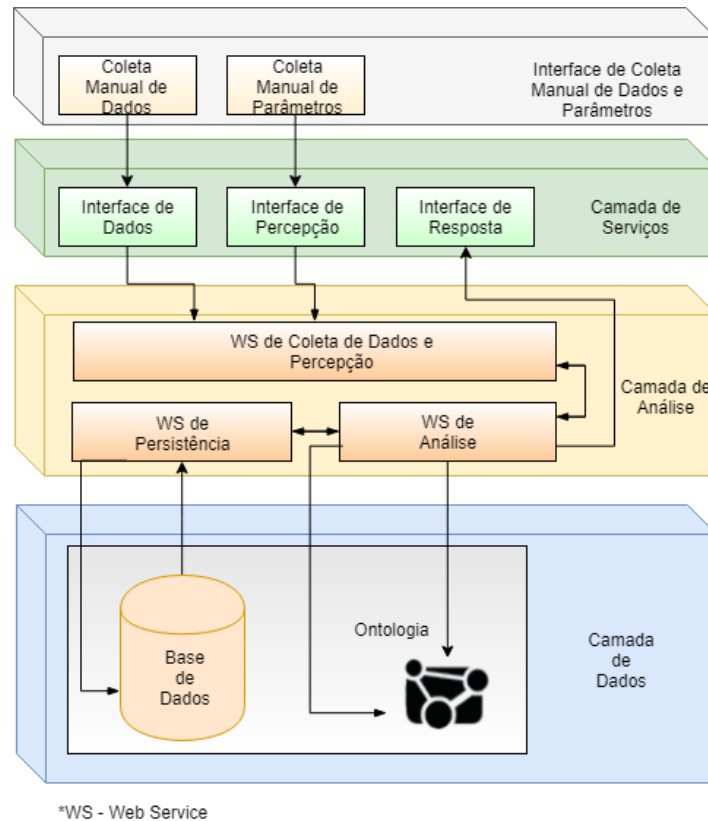 Coleta
Manual de
Dados
Coleta
Manual de
Parâmetros
Interface de Coleta
Manual de Dados e
Parâmetros
Interface de
Dados
Interface de
Percepção
Interface de
Resposta
Camada de
Serviços
WS de Coleta de Dados e
Percepção
Camada de
Análise
WS de
Persistência
WS de
Análise
Ontologia
Base
de
Dados
Camada
de
Dados
*WS - Web Service